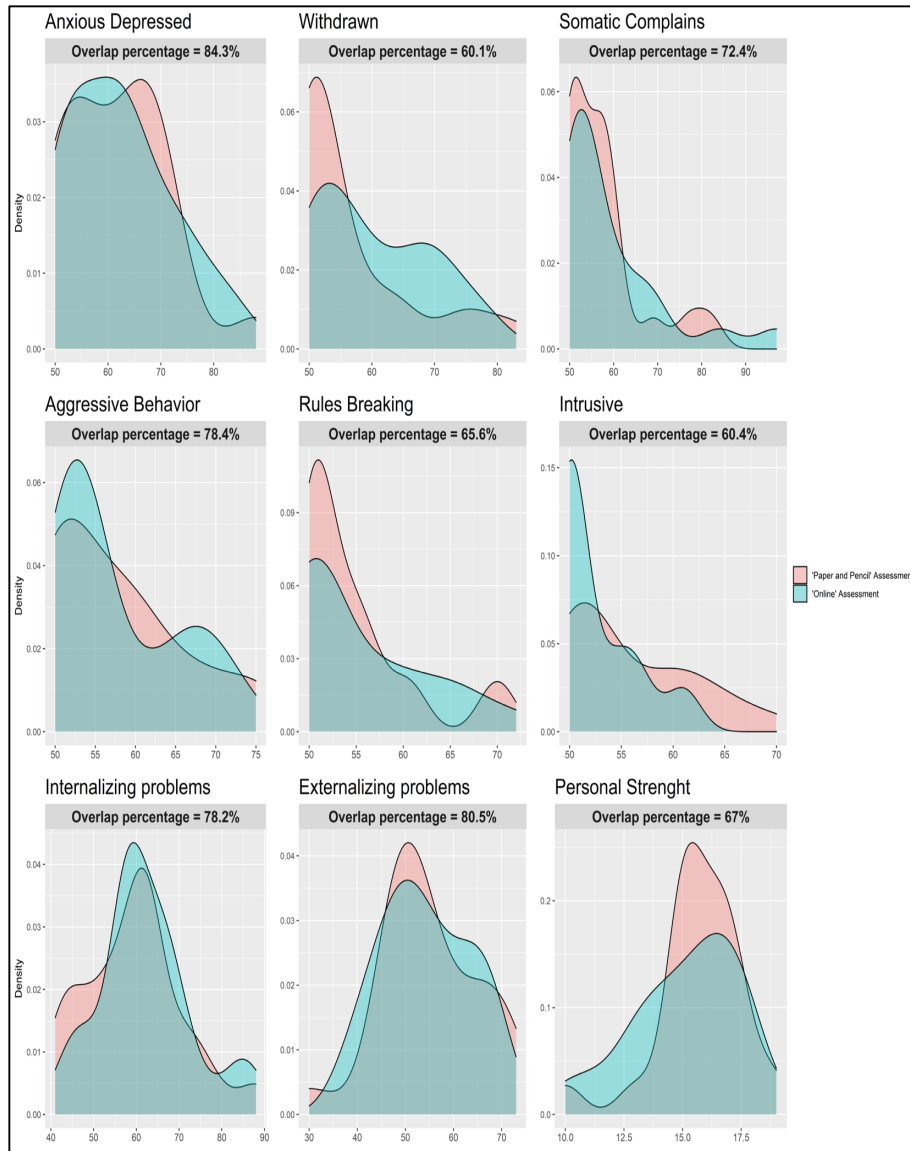 Anxious Depressed
Overlap percentage = 84.3%
Withdrawn
Overlap percentage = 60.1%
Somatic Complains
Overlap percentage = 72.4%
Density
0.03
0.02
0.01
0.00
50 60 70 80
0.06
0.04
0.02
0.00
50 60 70 80
0.06
0.04
0.02
0.00
50 60 70 80 90
Aggressive Behavior
Overlap percentage = 78.4%
Rules Breaking
Overlap percentage = 65.6%
Intrusive
Overlap percentage = 60.4%
0.06
0.04
0.02
0.00
50 55 60 65 70 75
0.09
0.06
0.03
0.00
50 55 60 65 70
0.15
0.10
0.05
0.00
50 55 60 65 70
'Paper and Pencil' Assessmen
'Online' Assessment
Internalizing problems
Overlap percentage = 78.2%
Externalizing problems
Overlap percentage = 80.5%
Personal Strenght
Overlap percentage = 67%
Density
0.04
0.03
0.02
0.01
0.00
40 50 60 70 80 90
0.04
0.03
0.02
0.01
0.00
30 40 50 60 70
0.2
0.1
0.0
10.0 12.5 15.0 17.5